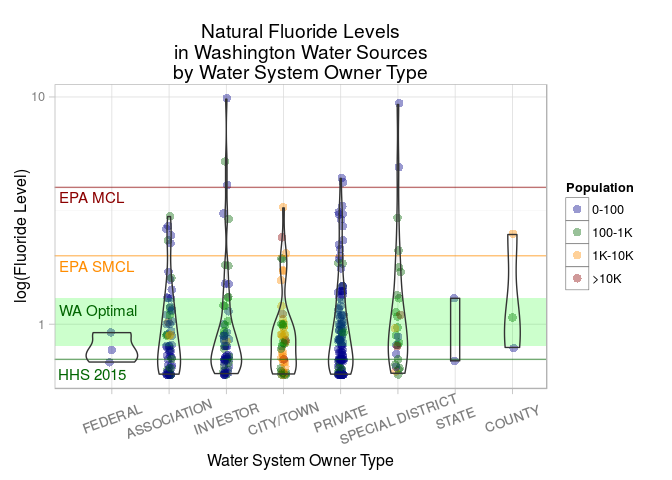 Natural Fluoride Levels
in Washington Water Sources
by Water System Owner Type
log(Fluoride Level)
10
1
EPA MCL
EPA SMCL
WA Optimal
HHS 2015
FEDERAL
ASSOCIATION
INVESTOR
CITY/TOWN
PRIVATE
SPECIAL DISTRICT
STATE
COUNTY
Water System Owner Type
Population
0-100
100-1K
1K-10K
>10K